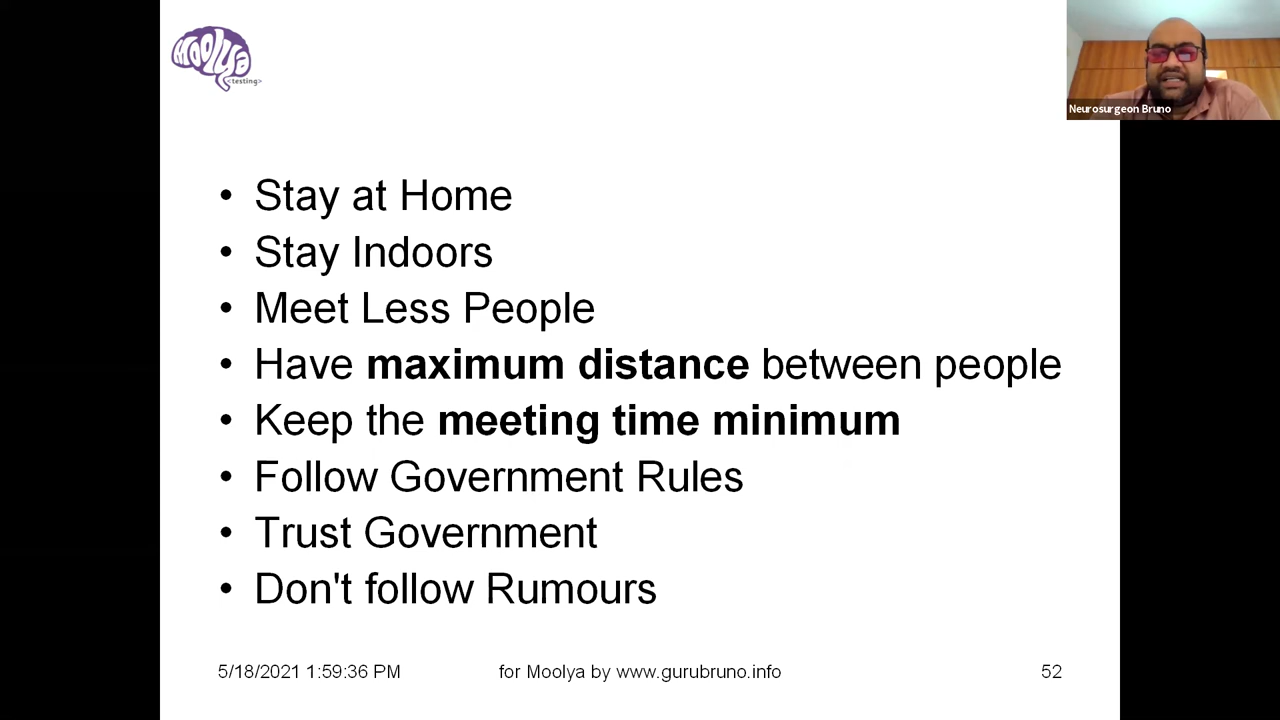 Moolya
<testing>
Neurosurgeon Bruno
• Stay at Home
• Stay Indoors
• Meet Less People
• Have maximum distance between people
• Keep the meeting time minimum
• Follow Government Rules
• Trust Government
• Don't follow Rumours
5/18/2021 1:59:36 PM
for Moolya by www.gurubruno.info
52